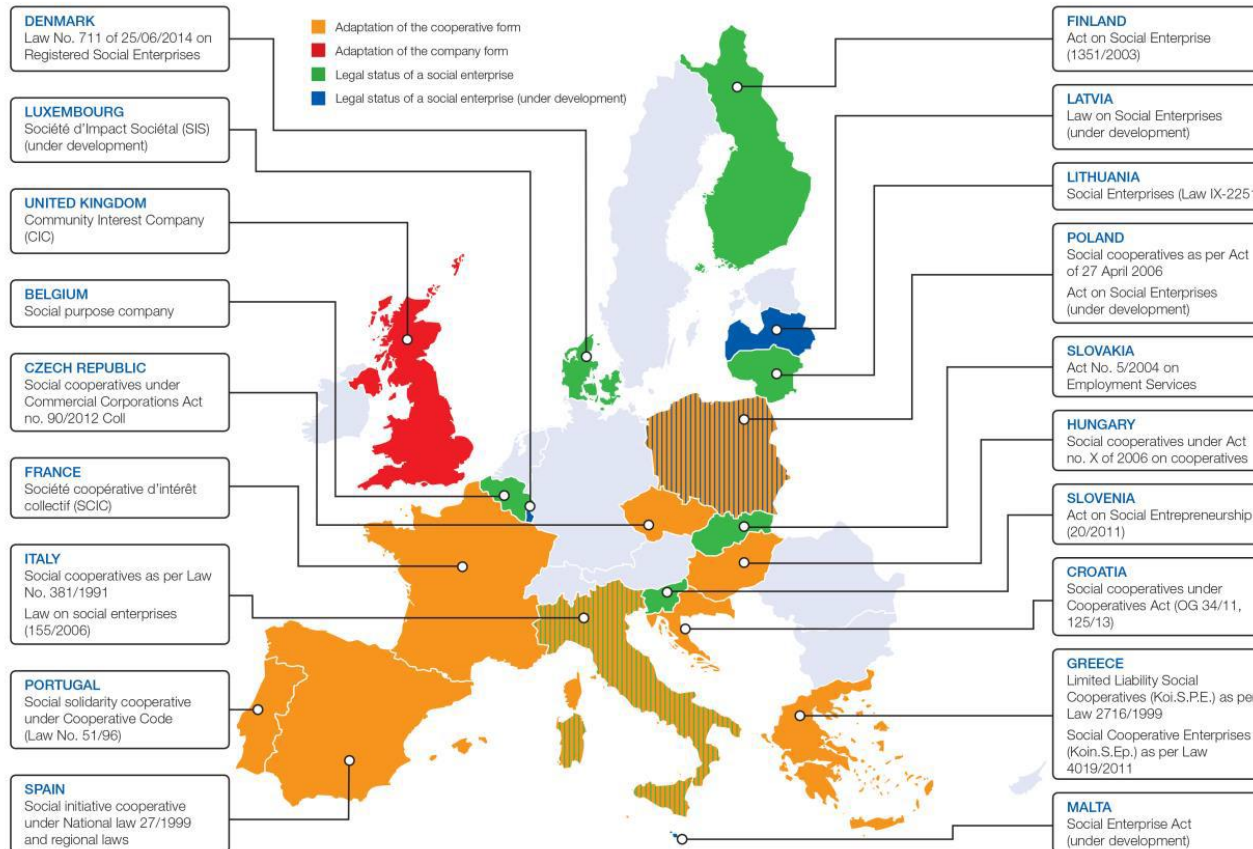 DENMARK
Law No. 711 of 25/06/2014 on
Registered Social Enterprises
LUXEMBOURG
Société d'Impact Sociétal (SIS)
(under development)
UNITED KINGDOM
Community Interest Company
(CIC)
BELGIUM
Social purpose company
CZECH REPUBLIC
Social cooperatives under
Commercial Corporations Act
no. 90/2012 Coll
FRANCE
Société coopérative d'intérêt
collectif (SCIC)
ITALY
Social cooperatives as per Law
No. 381/1991
Law on social enterprises
(155/2006)
PORTUGAL
Social solidarity cooperative
under Cooperative Code
(Law No. 51/96)
SPAIN
Social initiative cooperative
under National law 27/1999
and regional laws
Adaptation of the cooperative form
Adaptation of the company form
Legal status of a social enterprise
Legal status of a social enterprise (under development)
FINLAND
Act on Social Enterprise
(1351/2003)
LATVIA
Law on Social Enterprises
(under development)
LITHUANIA
Social Enterprises (Law IX-2251
POLAND
Social cooperatives as per Act
of 27 April 2006
Act on Social Enterprises
(under development)
SLOVAKIA
Act No. 5/2004 on
Employment Services
HUNGARY
Social cooperatives under Act
no. X of 2006 on cooperatives
SLOVENIA
Act on Social Entrepreneurship
(20/2011)
CROATIA
Social cooperatives under
Cooperatives Act (OG 34/11,
125/13)
GREECE
Limited Liability Social
Cooperatives (Koi.S.P.E.) as per
Law 2716/1999
Social Cooperative Enterprises
(Koin.S.Ep.) as per Law
4019/2011
MALTA
Social Enterprise Act
(under development)